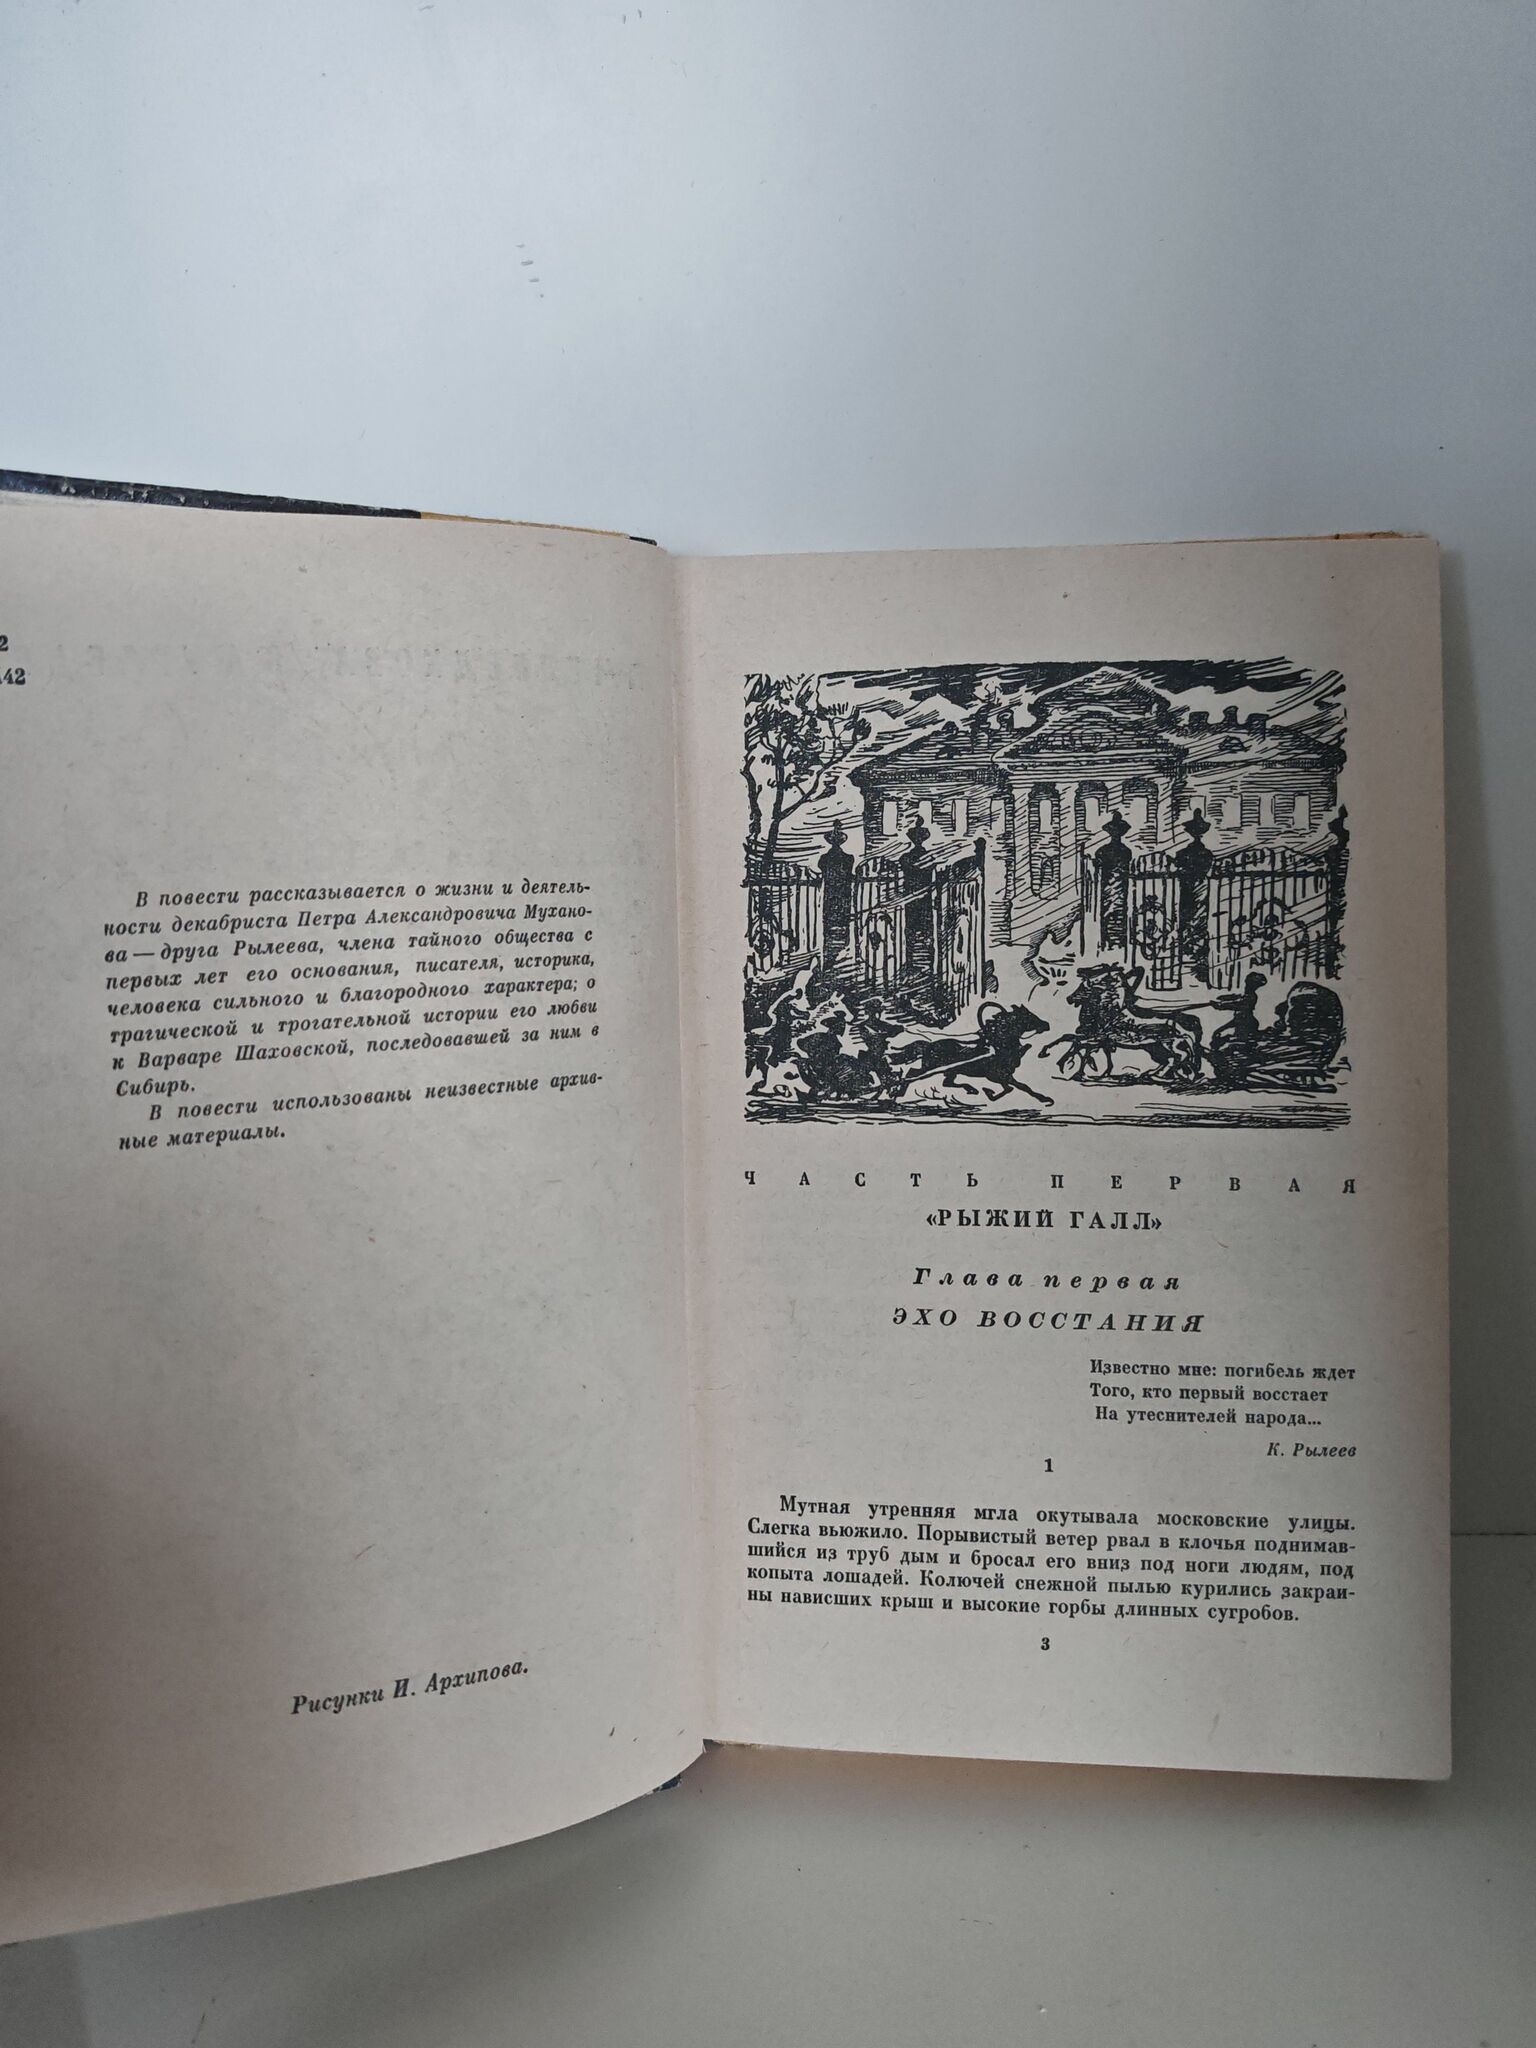 2
А42
В повести рассказывается о жизни и деятель-
ности декабриста Петра Александровича Мухано-
ва — друга Рылеева, члена тайного общества с
первых лет его основания, писателя, историка,
человека сильного и благородного характера; о
трагической и трогательной истории его любви
к Варваре Шаховской, последовавшей за ним в
Сибирь.
В повести использованы неизвестные архив-
ные материалы.
Рисунки И. Архипова.
ЧАСТЬ ПЕРВАЯ
«РЫЖИЙ ГАЛЛ»
Глава первая
ЭХО ВОССТАНИЯ
Известно мне: погибель ждет
Того, кто первый восстает
На утеснителей народа...
К. Рылеев
1
Мутная утренняя мгла окутывала московские улицы.
Слегка вьюжило. Порывистый ветер рвал в клочья поднимав-
шийся из труб дым и бросал его вниз под ноги людям, под
копыта лошадей. Колючей снежной пылью курились закраи-
ны нависших крыш и высокие горбы длинных сугробов.
3